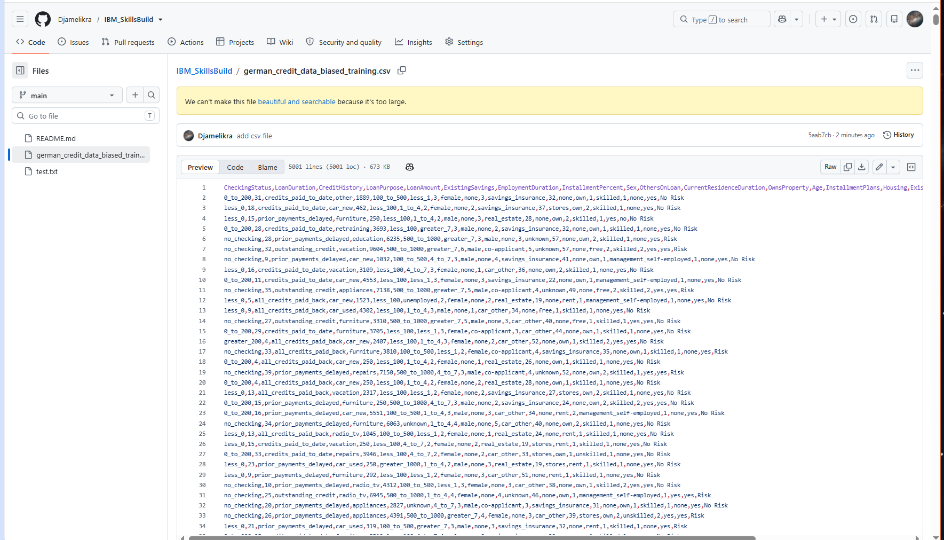 Djamelikra / IBM_SkillsBuild
Type / to search
Code Issues Pull requests Actions Projects Wiki Security and quality Insights Settings
Files
main
Go to file T
README.md
german_credit_data_biased_train...
test.txt
IBM_SkillsBuild / german_credit_data_biased_training.csv
We can't make this file beautiful and searchable because it's too large.
Djamelikra add csv file
5aab7cb · 2 minutes ago History
Preview Code Blame 5001 lines (5001 loc) · 673 KB Raw
1 CheckingStatus,LoanDuration,CreditHistory,LoanPurpose,LoanAmount,ExistingSavings,EmploymentDuration,InstallmentPercent,Sex,OthersOnLoan,CurrentResidenceDuration,OwnsProperty,Age,InstallmentPlans,Housing,Exis
2 0_to_200,31,credits_paid_to_date,other,1889,100_to_500,less_1,3,female,none,3,savings_insurance,32,none,own,1,skilled,1,none,yes,No Risk
3 less_0,18,credits_paid_to_date,car_new,462,less_100,1_to_4,2,female,none,2,savings_insurance,37,stores,own,2,skilled,1,none,yes,No Risk
4 less_0,15,prior_payments_delayed,furniture,250,less_100,1_to_4,2,male,none,3,real_estate,28,none,own,2,skilled,1,yes,no,No Risk
5 0_to_200,28,credits_paid_to_date,retraining,3693,less_100,greater_7,3,male,none,2,savings_insurance,32,none,own,1,skilled,1,none,yes,No Risk
6 no_checking,28,prior_payments_delayed,education,6235,500_to_1000,greater_7,3,male,none,3,unknown,57,none,own,2,skilled,1,none,yes,Risk
7 no_checking,32,outstanding_credit,vacation,9604,500_to_1000,greater_7,6,male,co-applicant,5,unknown,57,none,free,2,skilled,2,yes,yes,Risk
8 no_checking,9,prior_payments_delayed,car_new,1032,100_to_500,4_to_7,3,male,none,4,savings_insurance,41,none,own,1,management_self-employed,1,none,yes,No Risk
9 less_0,16,credits_paid_to_date,vacation,3109,less_100,4_to_7,3,female,none,1,car_other,36,none,own,2,skilled,1,none,yes,No Risk
10 0_to_200,11,credits_paid_to_date,car_new,4553,less_100,less_1,3,female,none,3,savings_insurance,22,none,own,1,management_self-employed,1,none,yes,No Risk
11 no_checking,35,outstanding_credit,appliances,7138,500_to_1000,greater_7,5,male,co-applicant,4,unknown,49,none,free,2,skilled,2,yes,yes,Risk
12 less_0,5,all_credits_paid_back,car_new,1523,less_100,unemployed,2,female,none,2,real_estate,19,none,rent,1,management_self-employed,1,none,yes,No Risk
13 less_0,9,all_credits_paid_back,car_used,4302,less_100,1_to_4,3,male,none,1,car_other,34,none,free,1,skilled,1,none,yes,No Risk
14 no_checking,27,outstanding_credit,furniture,3310,500_to_1000,greater_7,5,male,none,3,car_other,40,none,free,1,skilled,1,yes,yes,No Risk
15 0_to_200,29,credits_paid_to_date,furniture,3705,less_100,less_1,3,female,co-applicant,3,car_other,44,none,own,1,skilled,1,none,yes,No Risk
16 greater_200,4,all_credits_paid_back,car_new,2407,less_100,1_to_4,3,female,none,2,car_other,52,none,own,1,skilled,2,yes,yes,No Risk
17 no_checking,33,all_credits_paid_back,furniture,3810,100_to_500,less_1,2,female,co-applicant,4,savings_insurance,35,none,own,1,skilled,1,none,yes,Risk
18 0_to_200,4,all_credits_paid_back,car_new,250,less_100,1_to_4,2,female,none,1,real_estate,26,none,own,1,skilled,1,none,yes,No Risk
19 no_checking,39,prior_payments_delayed,repairs,7150,500_to_1000,4_to_7,3,male,co-applicant,4,unknown,52,none,own,2,skilled,1,yes,yes,Risk
20 0_to_200,4,all_credits_paid_back,car_new,250,less_100,1_to_4,2,female,none,2,real_estate,28,none,own,1,skilled,1,none,yes,No Risk
21 less_0,13,all_credits_paid_back,vacation,2317,less_100,less_1,2,female,none,2,savings_insurance,27,stores,own,2,skilled,1,none,yes,No Risk
22 0_to_200,15,prior_payments_delayed,furniture,250,500_to_1000,4_to_7,3,male,none,2,savings_insurance,24,none,own,2,skilled,2,yes,yes,No Risk
23 0_to_200,16,prior_payments_delayed,car_new,5551,100_to_500,1_to_4,3,male,none,3,car_other,34,none,rent,2,management_self-employed,1,none,yes,No Risk
24 no_checking,34,prior_payments_delayed,furniture,6063,unknown,1_to_4,4,male,none,5,car_other,40,none,own,2,skilled,1,none,yes,No Risk
25 less_0,13,all_credits_paid_back,radio_tv,1045,100_to_500,less_1,2,female,none,1,real_estate,24,none,rent,1,skilled,1,none,yes,No Risk
26 less_0,15,credits_paid_to_date,vacation,250,less_100,4_to_7,2,female,none,2,real_estate,19,stores,rent,1,skilled,1,none,yes,No Risk
27 0_to_200,33,credits_paid_to_date,repairs,3946,less_100,4_to_7,2,female,none,2,car_other,33,stores,own,1,unskilled,1,none,yes,No Risk
28 less_0,23,prior_payments_delayed,car_used,250,greater_1000,1_to_4,2,male,none,3,real_estate,19,stores,rent,1,skilled,1,none,yes,No Risk
29 less_0,9,prior_payments_delayed,furniture,292,less_100,less_1,2,female,none,3,car_other,51,none,rent,1,skilled,1,none,yes,No Risk
30 no_checking,10,prior_payments_delayed,radio_tv,4312,100_to_500,less_1,3,female,none,3,car_other,38,none,own,1,skilled,2,yes,yes,No Risk
31 no_checking,25,outstanding_credit,radio_tv,6945,500_to_1000,1_to_4,4,female,none,4,unknown,46,none,own,1,management_self-employed,1,yes,yes,Risk
32 no_checking,20,prior_payments_delayed,appliances,2827,unknown,4_to_7,3,male,co-applicant,3,savings_insurance,31,none,own,1,skilled,1,none,yes,No Risk
33 no_checking,26,prior_payments_delayed,appliances,4391,500_to_1000,greater_7,4,female,none,3,car_other,39,stores,own,2,unskilled,2,yes,yes,Risk
34 less_0,21,prior_payments_delayed,car_used,319,100_to_500,greater_7,3,male,none,3,savings_insurance,32,none,rent,1,skilled,1,none,yes,No Risk